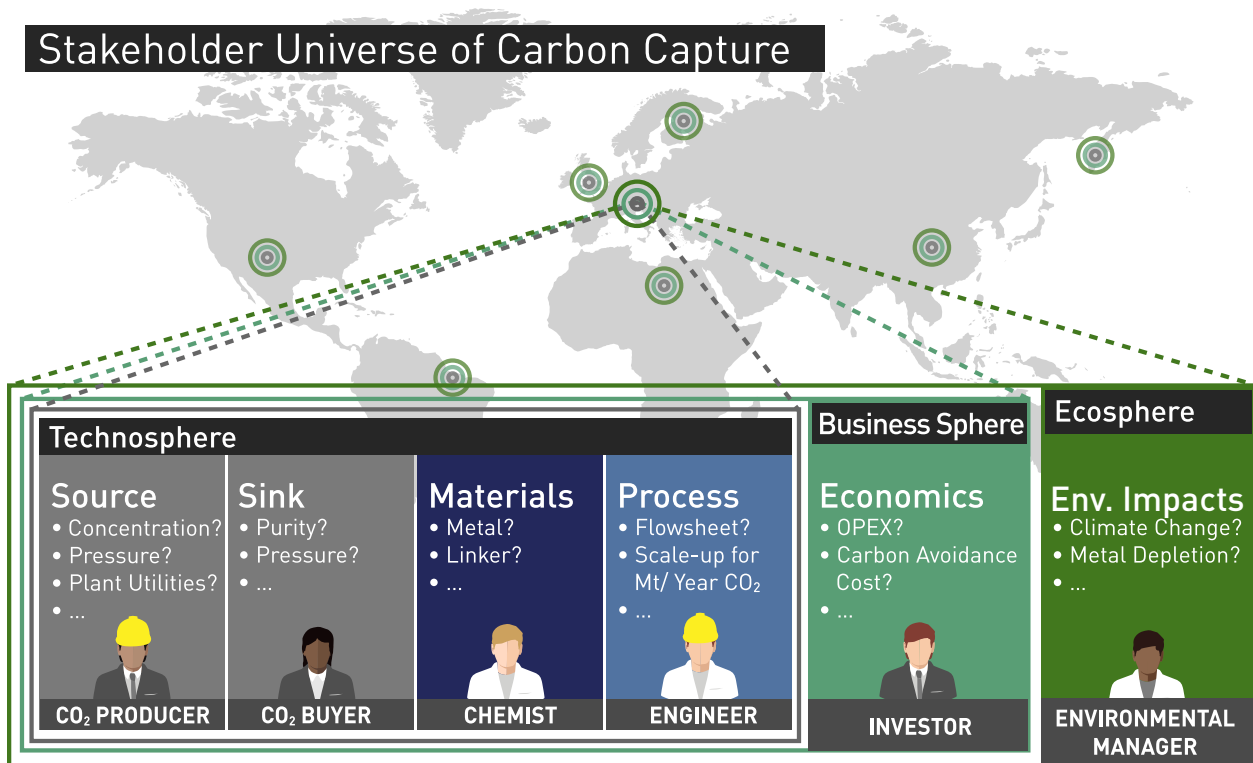 Stakeholder Universe of Carbon Capture
Technosphere
Source
• Concentration?
• Pressure?
• Plant Utilities?
• ...
CO₂ PRODUCER
Sink
• Purity?
• Pressure?
• ...
CO₂ BUYER
Materials
• Metal?
• Linker?
• ...
CHEMIST
Process
• Flowsheet?
• Scale-up for
Mt/ Year CO₂
• ...
ENGINEER
Business Sphere
Economics
• OPEX?
• Carbon Avoidance
Cost?
• ...
INVESTOR
Ecosphere
Env. Impacts
• Climate Change?
• Metal Depletion?
• ...
ENVIRONMENTAL
MANAGER